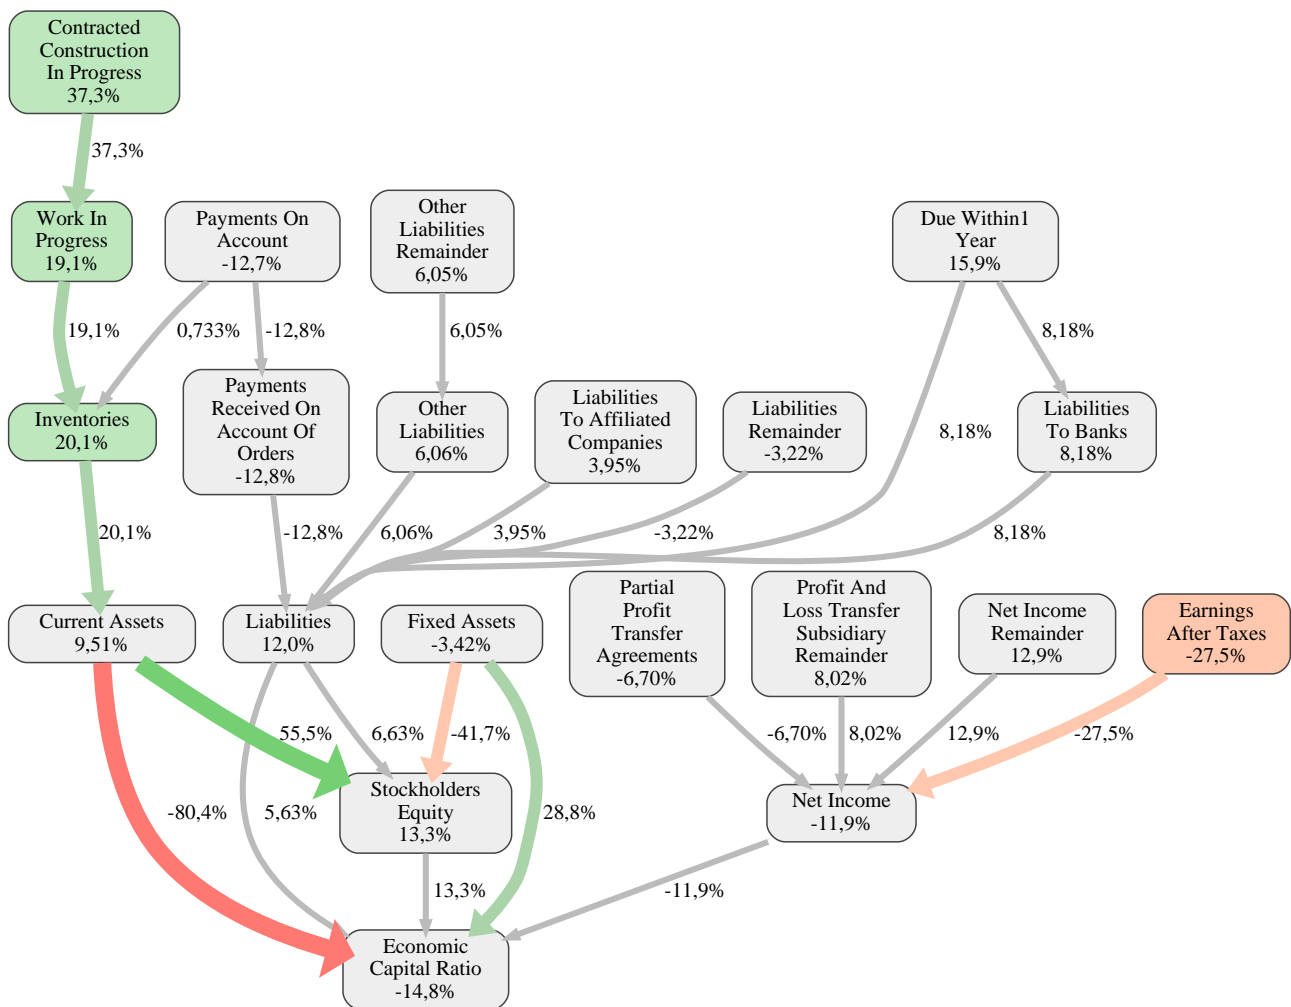 Contracted
Construction
In Progress
37,3%
37,3%
Work In
Progress
19,1%
Payments On
Account
-12,7%
Other
Liabilities
Remainder
6,05%
Due Within1
Year
15,9%
19,1%
0,733%
-12,8%
6,05%
8,18%
Inventories
20,1%
Payments
Received On
Account Of
Orders
-12,8%
Other
Liabilities
6,06%
Liabilities
To Affiliated
Companies
3,95%
Liabilities
Remainder
-3,22%
8,18%
Liabilities
To Banks
8,18%
20,1%
-12,8%
6,06%
3,95%
-3,22%
8,18%
Current Assets
9,51%
Liabilities
12,0%
Fixed Assets
-3,42%
Partial
Profit
Transfer
Agreements
-6,70%
Profit And
Loss Transfer
Subsidiary
Remainder
8,02%
Net Income
Remainder
12,9%
Earnings
After Taxes
-27,5%
55,5%
6,63%
-41,7%
-6,70%
8,02%
12,9%
-27,5%
-80,4%
5,63%
Stockholders
Equity
13,3%
28,8%
Net Income
-11,9%
13,3%
-11,9%
Economic
Capital Ratio
-14,8%